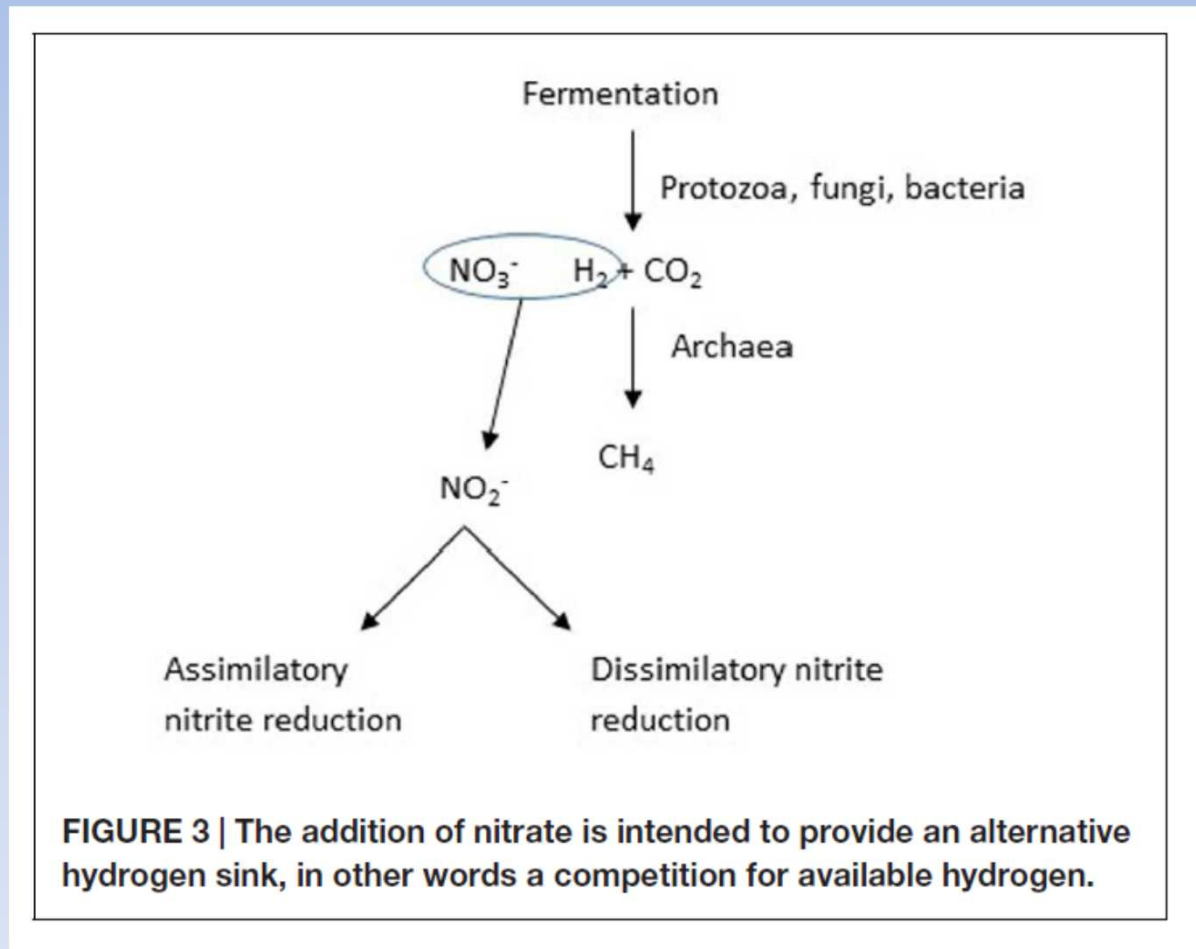 Fermentation
Protozoa, fungi, bacteria
NO₃⁻ H₂ + CO₂
Archaea
CH₄
NO₂⁻
Assimilatory
nitrite reduction
Dissimilatory nitrite
reduction
FIGURE 3 | The addition of nitrate is intended to provide an alternative
hydrogen sink, in other words a competition for available hydrogen.